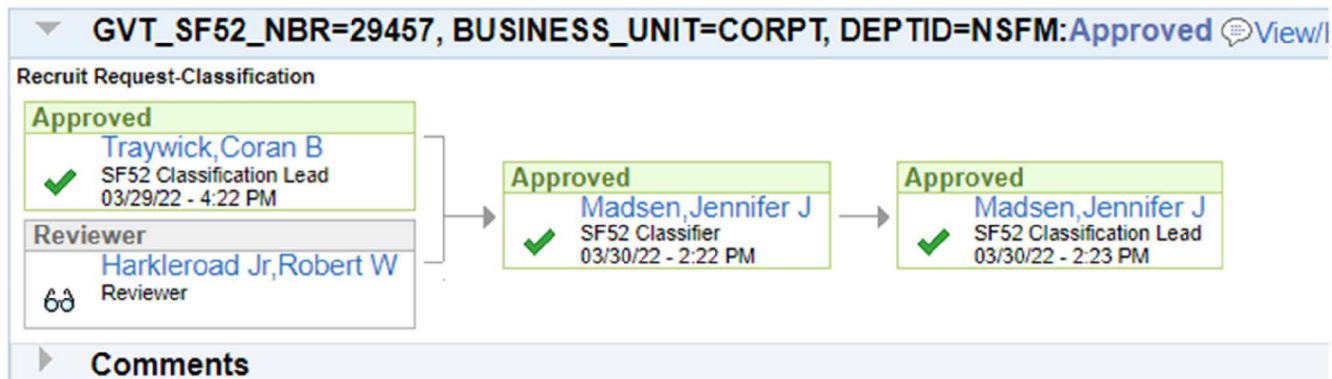 GVT_SF52_NBR=29457, BUSINESS_UNIT=CORPT, DEPTID=NSFM:Approved View/
Recruit Request-Classification
Approved
Traywick,Coran B
SF52 Classification Lead
03/29/22 - 4:22 PM
Reviewer
Harkleroad Jr,Robert W
Reviewer
Approved
Madsen,Jennifer J
SF52 Classifier
03/30/22 - 2:22 PM
Approved
Madsen,Jennifer J
SF52 Classification Lead
03/30/22 - 2:23 PM
Comments